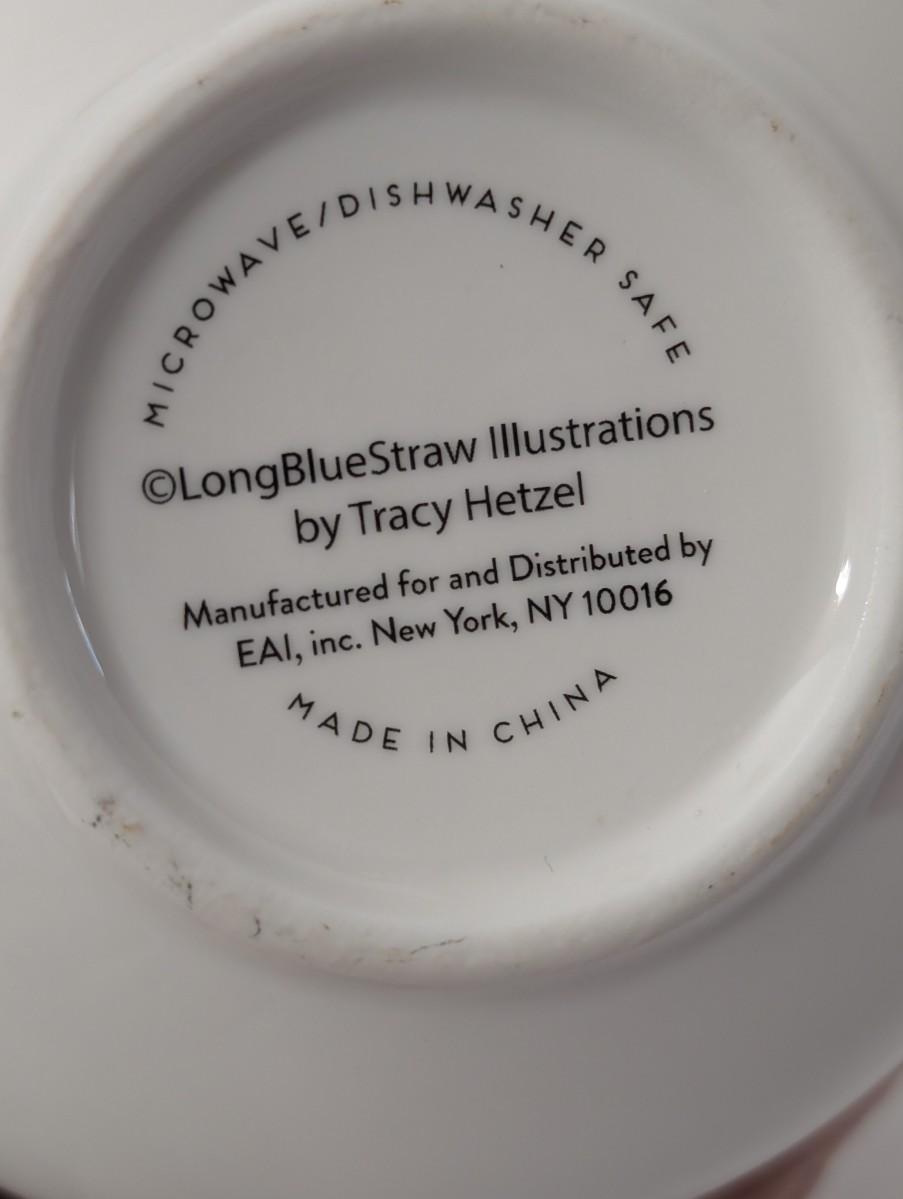 MICROWAVE/DISHWASHER SAFE
©LongBlueStraw Illustrations
by Tracy Hetzel
Manufactured for and Distributed by
EAI, inc. New York, NY 10016
MADE IN CHINA